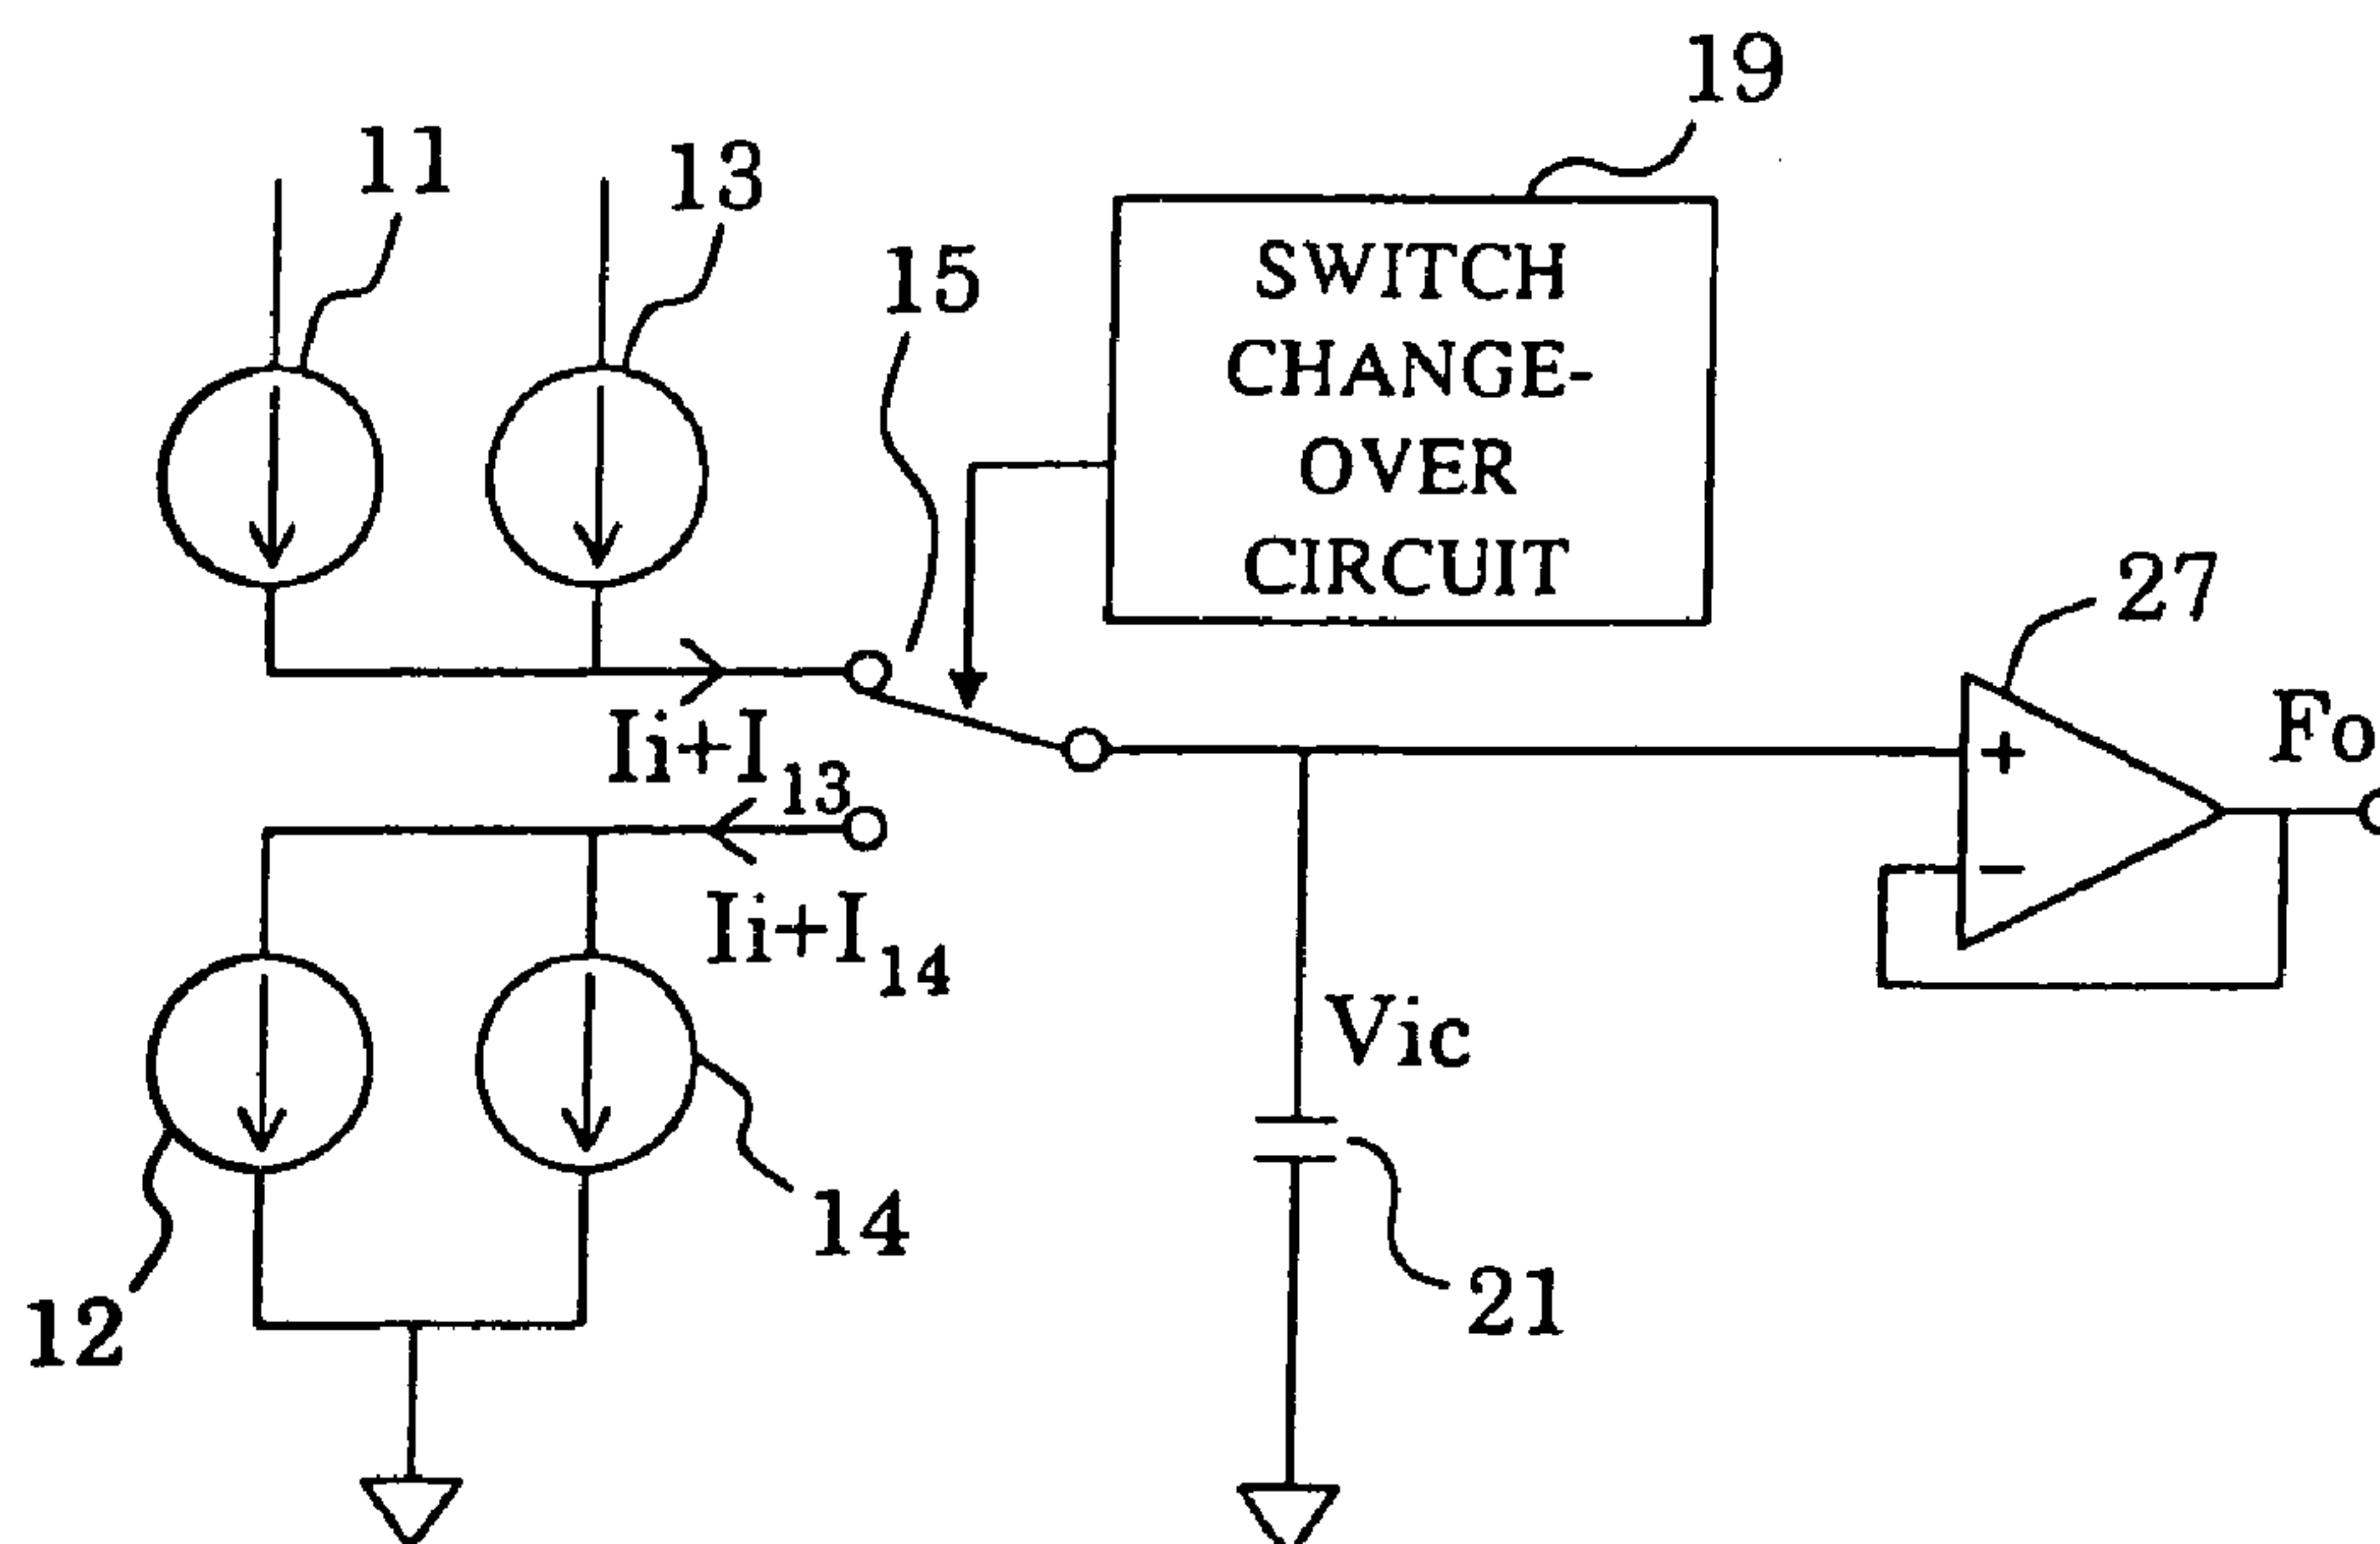 19
11
13
15
SWITCH
CHANGE-
OVER
CIRCUIT
27
+
Fo
Ii+I13
−
Ii+I14
Vic
14
21
12